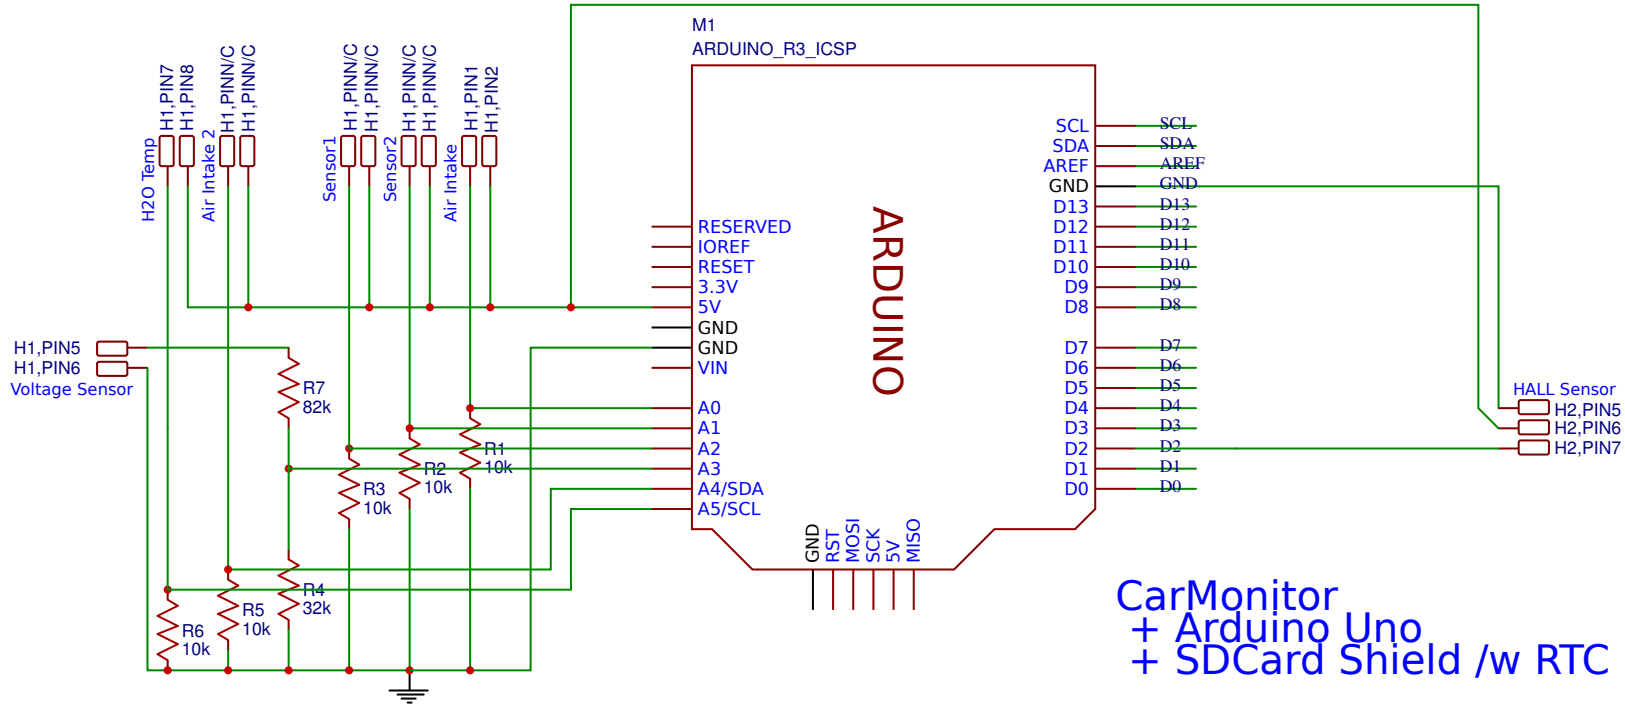 M1
ARDUINO_R3_ICSP
H1,PIN7
H1,PIN8
H1,PINN/C
H1,PINN/C
H1,PINN/C
H1,PINN/C
H1,PINN/C
H1,PINN/C
H1,PIN1
H1,PIN2
H2O Temp
Air Intake 2
Sensor1
Sensor2
Air Intake
H1,PIN5
H1,PIN6
Voltage Sensor
R7
82k
R1
10k
R2
10k
R3
10k
R4
32k
R5
10k
R6
10k
RESERVED
IOREF
RESET
3.3V
5V
GND
GND
VIN
A0
A1
A2
A3
A4/SDA
A5/SCL
ARDUINO
GND
RST
MOSI
SCK
5V
MISO
SCL SCL
SDA SDA
AREF AREF
GND GND
D13 D13
D12 D12
D11 D11
D10 D10
D9 D9
D8 D8
D7 D7
D6 D6
D5 D5
D4 D4
D3 D3
D2 D2
D1 D1
D0 D0
HALL Sensor
H2,PIN5
H2,PIN6
H2,PIN7
CarMonitor
+ Arduino Uno
+ SDCard Shield /w RTC